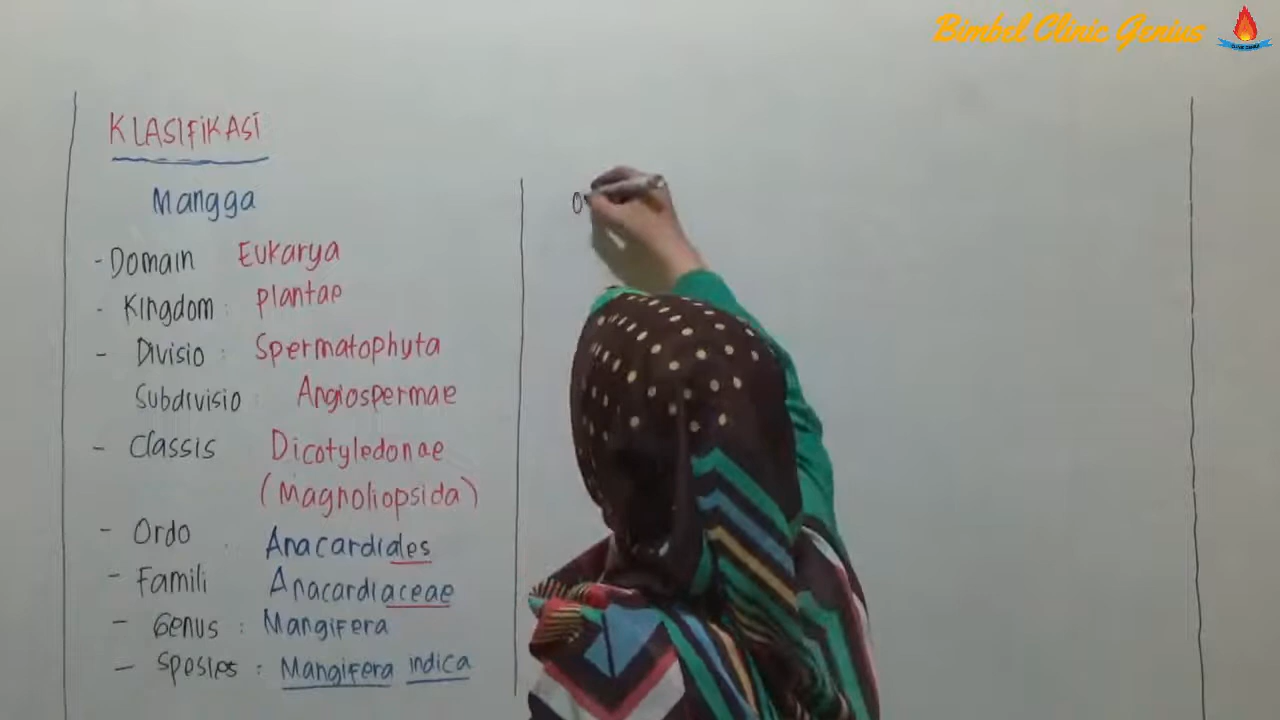 Bimbel Clinic Genius
KLASIFIKASI
Mangga
- Domain Eukarya
- Kingdom : Plantae
- Divisio : Spermatophyta
Subdivisio : Angiospermae
- Classis Dicotyledonae
(Magnoliopsida)
- Ordo : Anacardiales
- Famili Anacardiaceae
- Genus : Mangifera
- Spesies : Mangifera indica